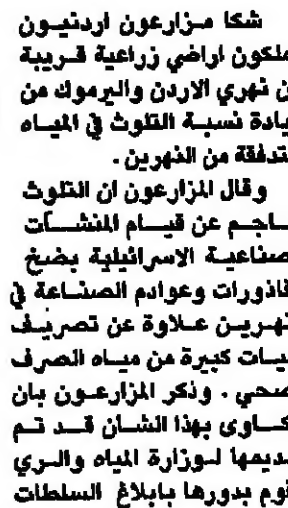 شكا مزارعون اردنيون
ملكون اراضي زراعية قريبة
ن نهري الاردن واليرموك من
يادة نسبة التلوث في المياه
تدفقة من النهرين .
وقال المزارعون ان التلوث
ـاجم عن قيام المنشآت
صناعية الاسرائيلية بضخ
قاذورات وعوادم الصناعة في
نهرين علاوة عن تصريف
ميات كبيرة من مياه الصرف
صحي . وذكر المزارعون بان
كاوى بهذا الشان قد تم
ديمها لوزارة المياه والري
قوم بدورها بابلاغ السلطات